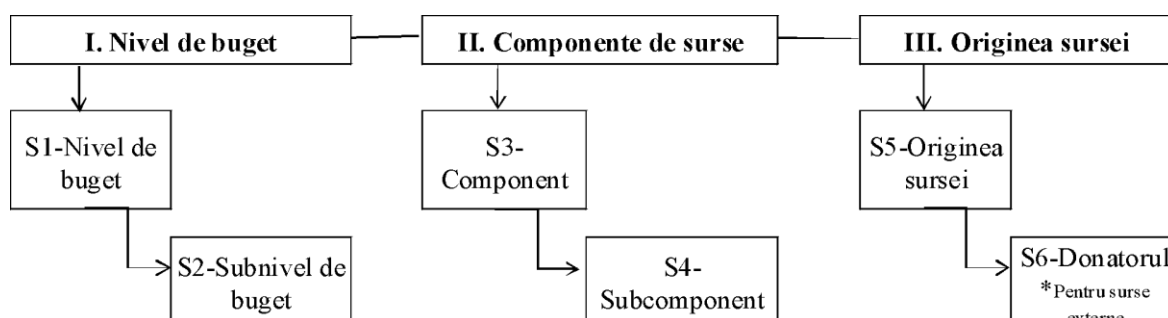 I. Nivel de buget
II. Componente de surse
III. Originea sursei
S1-Nivel de
buget
S3-
Component
S5-Originea
sursei
S2-Subnivel de
buget
S4-
Subcomponent
S6-Donatorul
*Pentru surse
externe